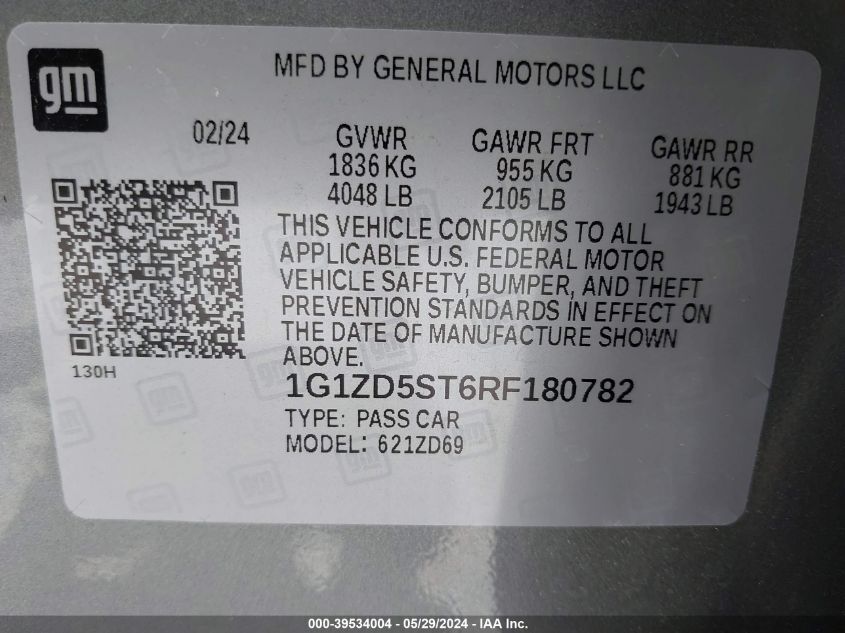 gm
MFD BY GENERAL MOTORS LLC
02/24 GVWR GAWR FRT GAWR RR
1836 KG 955 KG 881 KG
4048 LB 2105 LB 1943 LB
THIS VEHICLE CONFORMS TO ALL
APPLICABLE U.S. FEDERAL MOTOR
VEHICLE SAFETY, BUMPER, AND THEFT
PREVENTION STANDARDS IN EFFECT ON
THE DATE OF MANUFACTURE SHOWN
ABOVE.
130H
1G1ZD5ST6RF180782
TYPE: PASS CAR
MODEL: 621ZD69
000-39534004 - 05/29/2024 - IAA Inc.